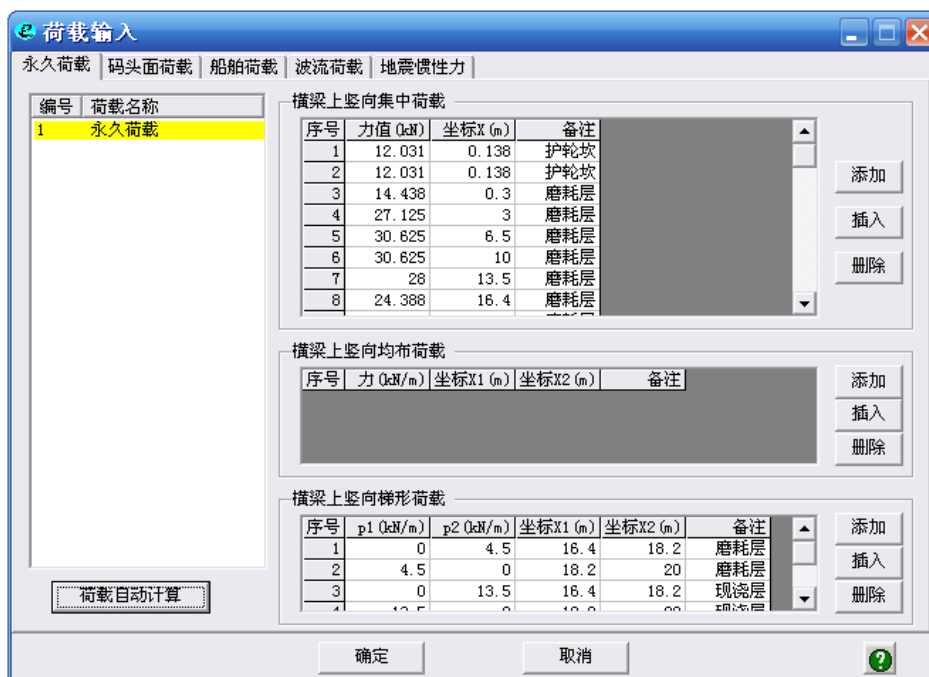 荷载输入
永久荷载 码头面荷载 船舶荷载 波流荷载 地震惯性力
编号 荷载名称
1 永久荷载
荷载自动计算
横梁上竖向集中荷载
序号 力值(kN) 坐标X(m) 备注
1 12.031 0.138 护轮坎
2 12.031 0.138 护轮坎
3 14.438 0.3 磨耗层
4 27.125 3 磨耗层
5 30.625 6.5 磨耗层
6 30.625 10 磨耗层
7 28 13.5 磨耗层
8 24.388 16.4 磨耗层
添加
插入
删除
横梁上竖向均布荷载
序号 力(kN/m) 坐标X1(m) 坐标X2(m) 备注
添加
插入
删除
横梁上竖向梯形荷载
序号 p1(kN/m) p2(kN/m) 坐标X1(m) 坐标X2(m) 备注
1 0 4.5 16.4 18.2 磨耗层
2 4.5 0 18.2 20 磨耗层
3 0 13.5 16.4 18.2 现浇层
添加
插入
删除
确定 取消